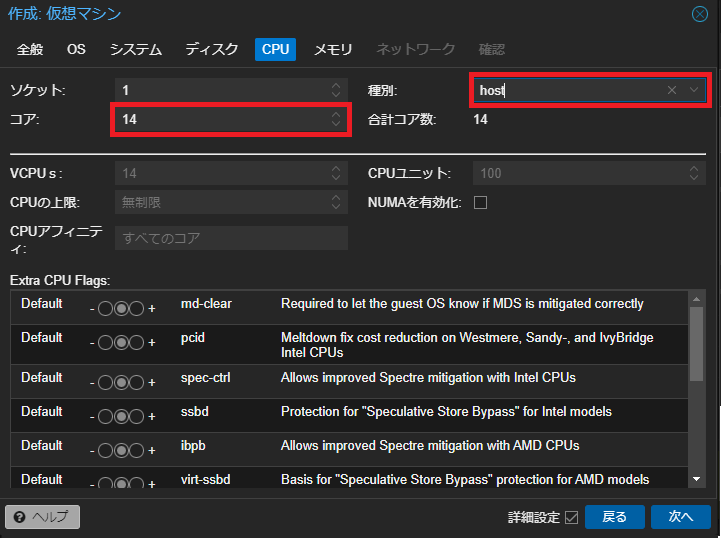 作成: 仮想マシン
全般 OS システム ディスク CPU メモリ ネットワーク 確認
ソケット: 1 種別: host
コア: 14 合計コア数: 14
VCPUｓ: 14 CPUユニット: 100
CPUの上限: 無制限 NUMAを有効化:
CPUアフィニティ
ィ: すべてのコア
Extra CPU Flags:
Default - + md-clear Required to let the guest OS know if MDS is mitigated correctly
Default - + pcid Meltdown fix cost reduction on Westmere, Sandy-, and IvyBridge
Intel CPUs
Default - + spec-ctrl Allows improved Spectre mitigation with Intel CPUs
Default - + ssbd Protection for "Speculative Store Bypass" for Intel models
Default - + ibpb Allows improved Spectre mitigation with AMD CPUs
Default - + virt-ssbd Basis for "Speculative Store Bypass" protection for AMD models
ヘルプ 詳細設定 戻る 次へ